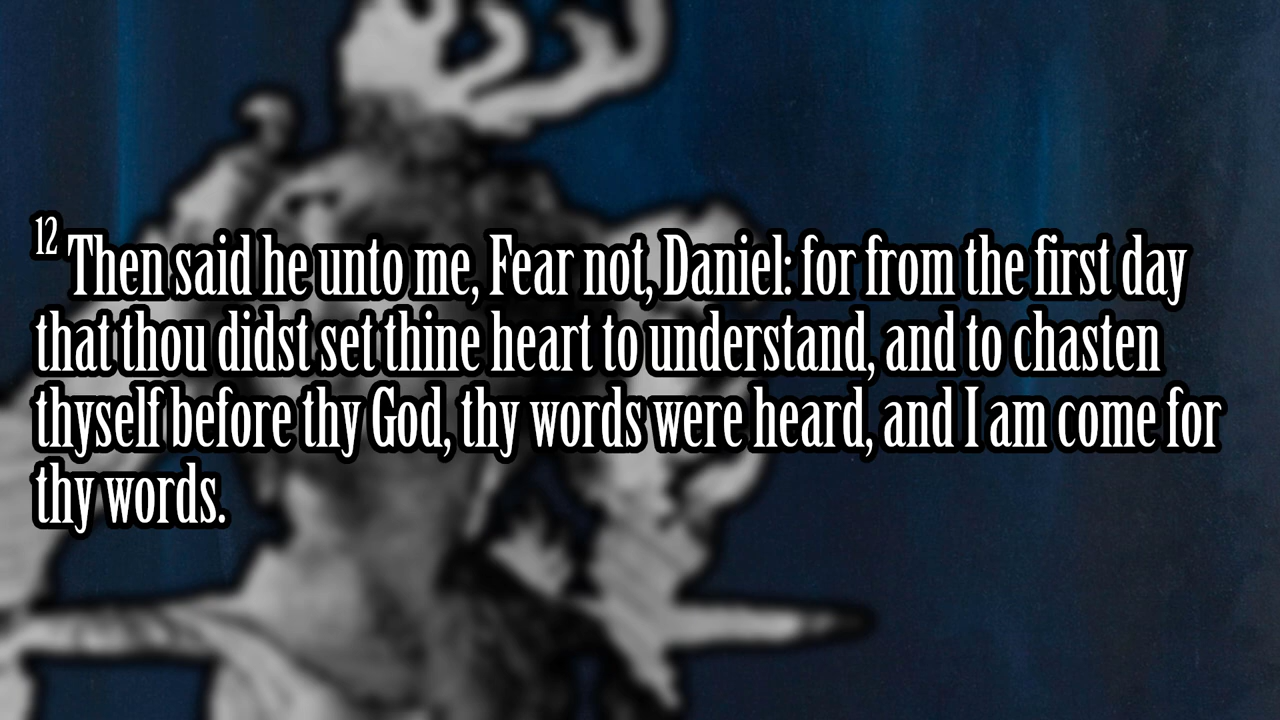 12 Then said he unto me, Fear not, Daniel: for from the first day
that thou didst set thine heart to understand, and to chasten
thyself before thy God, thy words were heard, and I am come for
thy words.